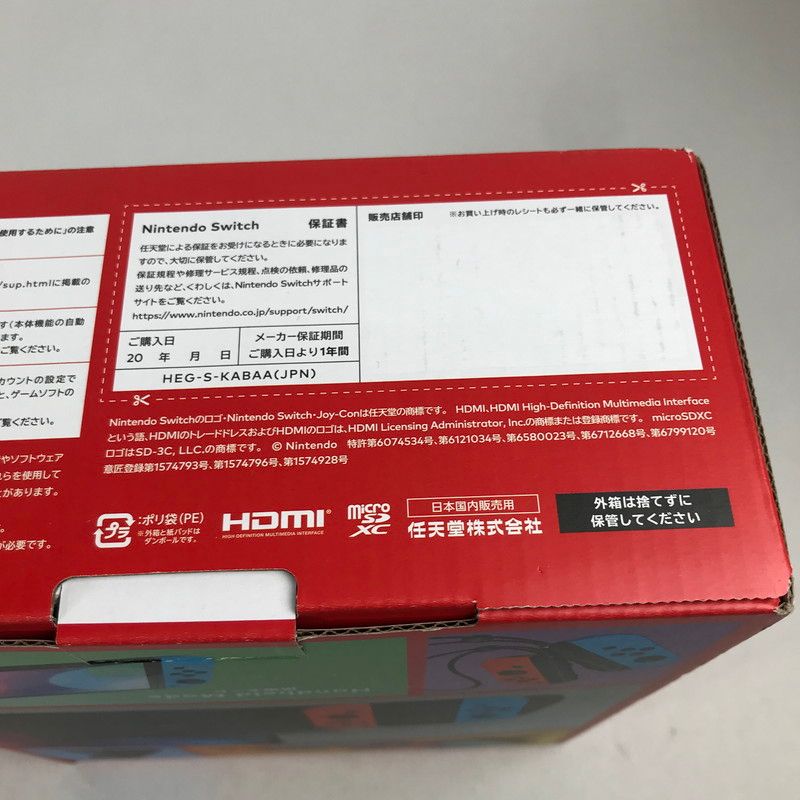 使用するために」の注意
/sup.htmlに掲載の
す(本体機能の自動
ます。
ご覧ください。
カウントの設定で
と、ゲームソフトの
ご覧ください。
やソフトウェア
らを使用して
とがあります。
が必要です。
Nintendo Switch 保証書
任天堂による保証をお受けになるときに必要になりま
すので、大切に保管してください。
保証規程や修理サービス規程、点検の依頼、修理品の
送り先など、くわしくは、Nintendo Switchサポート
サイトをご覧ください。
https://www.nintendo.co.jp/support/switch/
ご購入日
20 年 月 日
メーカー保証期間
ご購入日より1年間
HEG-S-KABAA(JPN)
販売店舗印 ※お買い上げ時のレシートも必ず一緒に保管してください。
Nintendo Switchのロゴ・Nintendo Switch・Joy-Conは任天堂の商標です。 HDMI、HDMI High-Definition Multimedia Interface
という語、HDMIのトレードドレスおよびHDMIのロゴは、HDMI Licensing Administrator, Inc.の商標または登録商標です。 microSDXC
ロゴはSD-3C, LLC.の商標です。 © Nintendo 特許第6074534号、第6121034号、第6580023号、第6712668号、第6799120号
意匠登録第1574793号、第1574796号、第1574928号
プラ
:ポリ袋(PE)
※外箱と紙パッドは
ダンボールです。
HDMI®
HIGH DEFINITION MULTIMEDIA INTERFACE
micro
SD
XC
日本国内販売用
任天堂株式会社
外箱は捨てずに
保管してください
Handheld Mode